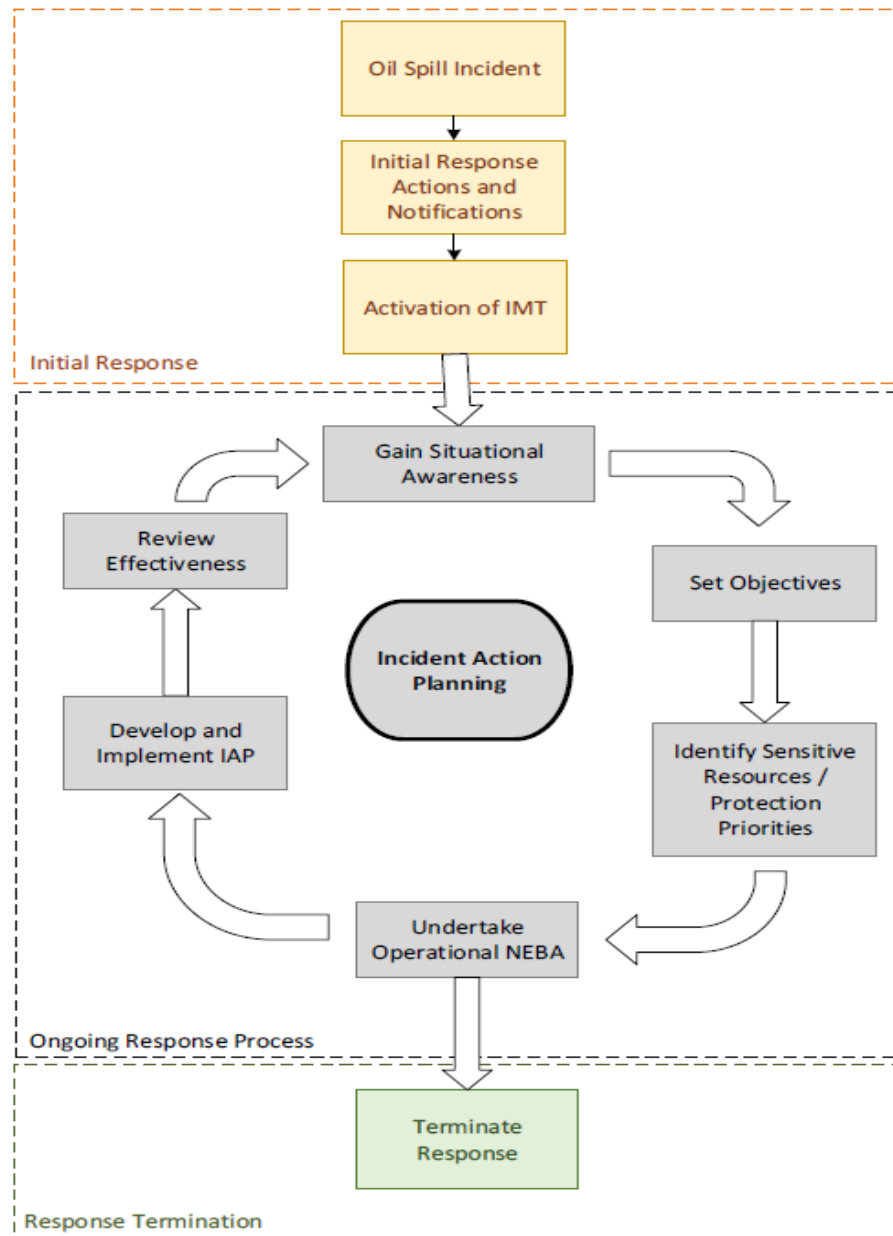 Oil Spill Incident
Initial Response
Actions and
Notifications
Activation of IMT
Initial Response
Gain Situational
Awareness
Review
Effectiveness
Set Objectives
Incident Action
Planning
Develop and
Implement IAP
Identify Sensitive
Resources /
Protection
Priorities
Undertake
Operational NEBA
Ongoing Response Process
Terminate
Response
Response Termination